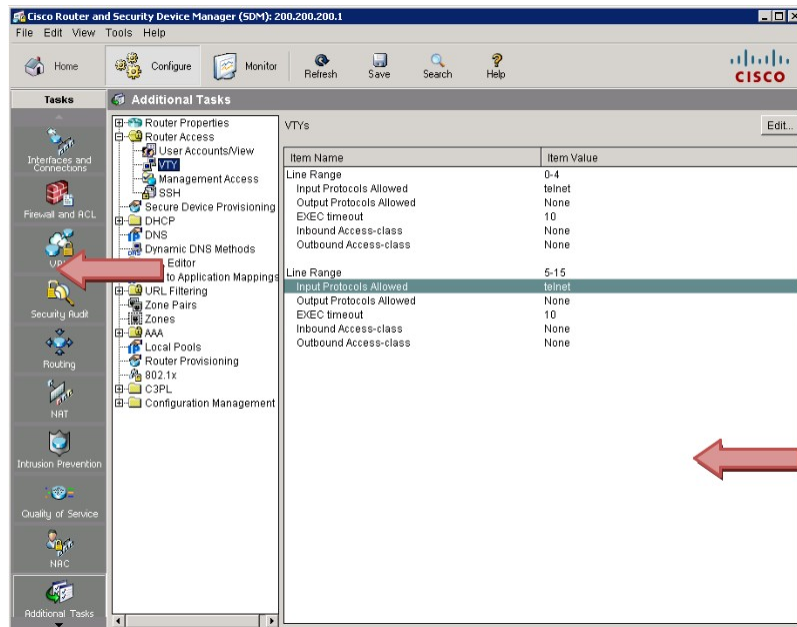 Cisco Router and Security Device Manager (SDM): 200.200.200.1
File Edit View Tools Help
Home Configure Monitor Refresh Save Search Help
CISCO
Tasks
Additional Tasks
Interfaces and Connections
Firewall and ACL
Security Audit
Routing
NAT
Intrusion Prevention
Quality of Service
NAC
Additional Tasks
Router Properties
Router Access
User Accounts/View
VTY
Management Access
SSH
Secure Device Provisioning
DHCP
DNS
DNS
Dynamic DNS Methods
Editor
to Application Mappings
URL Filtering
Zone Pairs
Zones
AAA
Local Pools
Router Provisioning
802.1x
C3PL
Configuration Management
VTYs
Edit...
Item Name Item Value
Line Range 0-4
Input Protocols Allowed telnet
Output Protocols Allowed None
EXEC timeout 10
Inbound Access-class None
Outbound Access-class None
Line Range 5-15
Input Protocols Allowed telnet
Output Protocols Allowed None
EXEC timeout 10
Inbound Access-class None
Outbound Access-class None